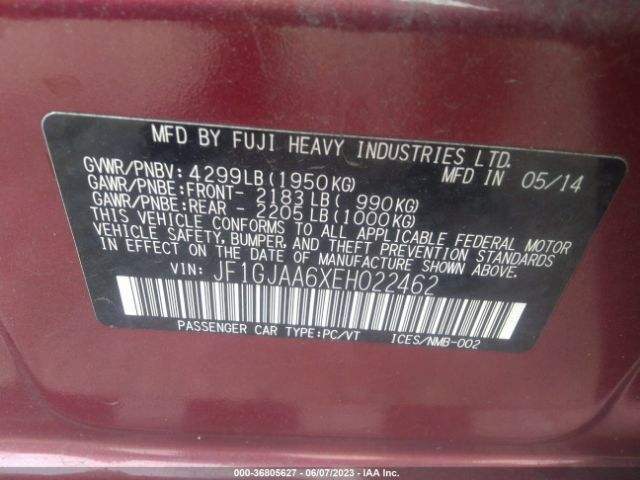 MFD BY FUJI HEAVY INDUSTRIES LTD.
GVWR/PNBV: 4299LB(1950KG) MFD IN 05/14
GAWR/PNBE:FRONT- 2183LB( 990KG)
GAWR/PNBE:REAR - 2205LB(1000KG)
THIS VEHICLE CONFORMS TO ALL APPLICABLE FEDERAL MOTOR
VEHICLE SAFETY, BUMPER, AND THEFT PREVENTION STANDARDS
IN EFFECT ON THE DATE OF MANUFACTURE SHOWN ABOVE.
VIN: JF1GJAA6XEH022462
PASSENGER CAR TYPE:PC/VT ICES/NMB-002
000-36805627 - 06/07/2023 - IAA Inc.